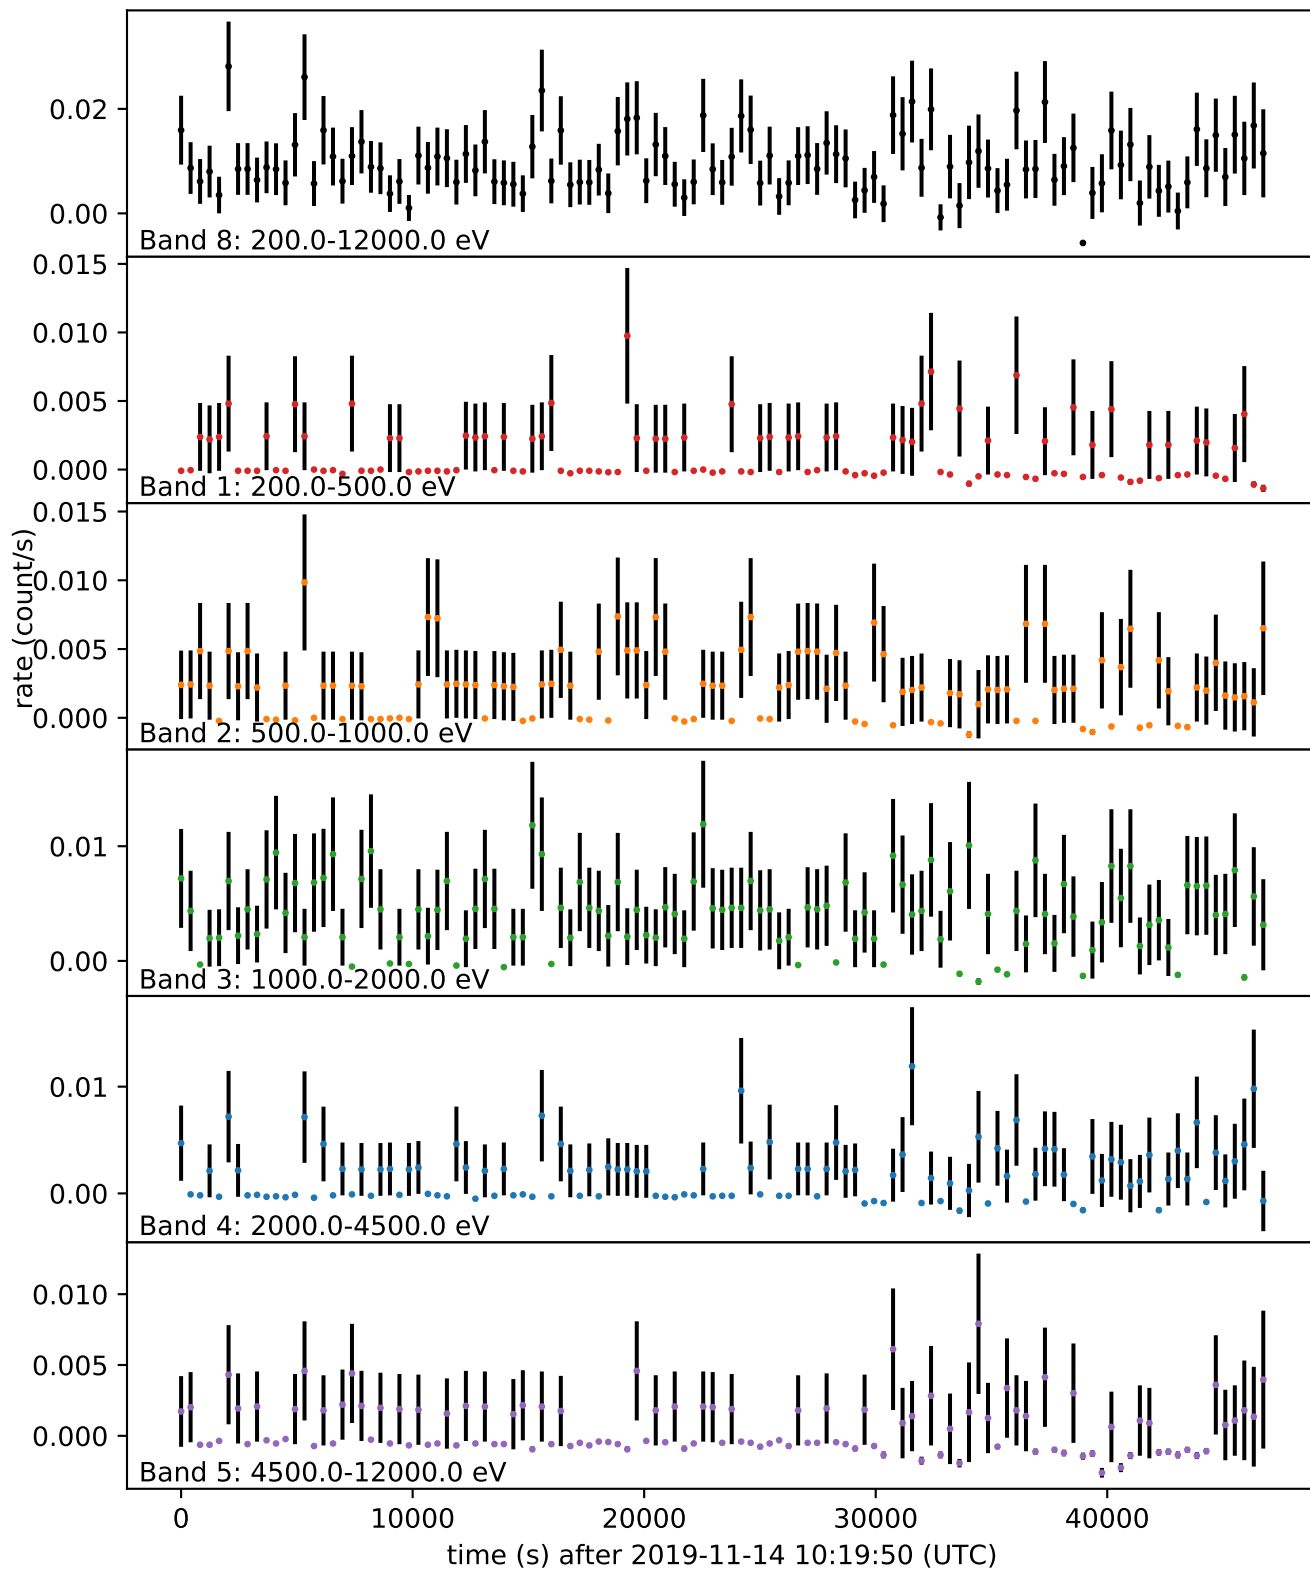 0.02
0.00
Band 8: 200.0-12000.0 eV
0.015
0.010
0.005
0.000
Band 1: 200.0-500.0 eV
0.015
0.010
0.005
0.000
Band 2: 500.0-1000.0 eV
rate (count/s)
0.01
0.00
Band 3: 1000.0-2000.0 eV
0.01
0.00
Band 4: 2000.0-4500.0 eV
0.010
0.005
0.000
Band 5: 4500.0-12000.0 eV
0 10000 20000 30000 40000
time (s) after 2019-11-14 10:19:50 (UTC)